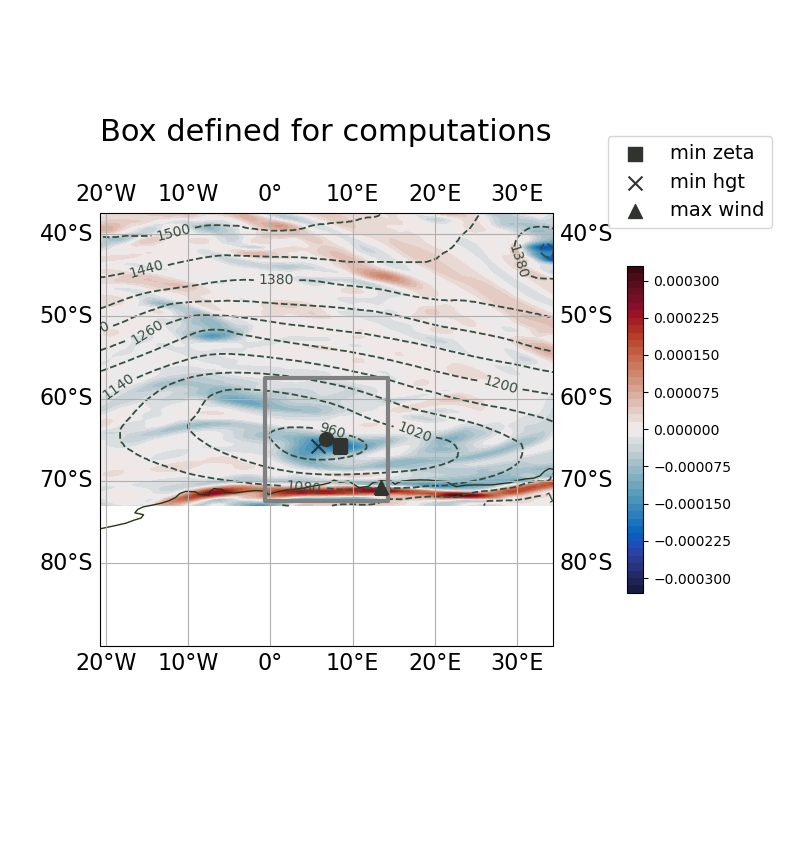 Box defined for computations
min zeta
min hgt
max wind
20°W 10°W 0° 10°E 20°E 30°E
40°S 40°S
50°S 50°S
60°S 60°S
70°S 70°S
80°S 80°S
20°W 10°W 0° 10°E 20°E 30°E
1500
1440
1380
1380
1260
1140
1200
960
1020
1080
0.000300
0.000225
0.000150
0.000075
0.000000
−0.000075
−0.000150
−0.000225
−0.000300